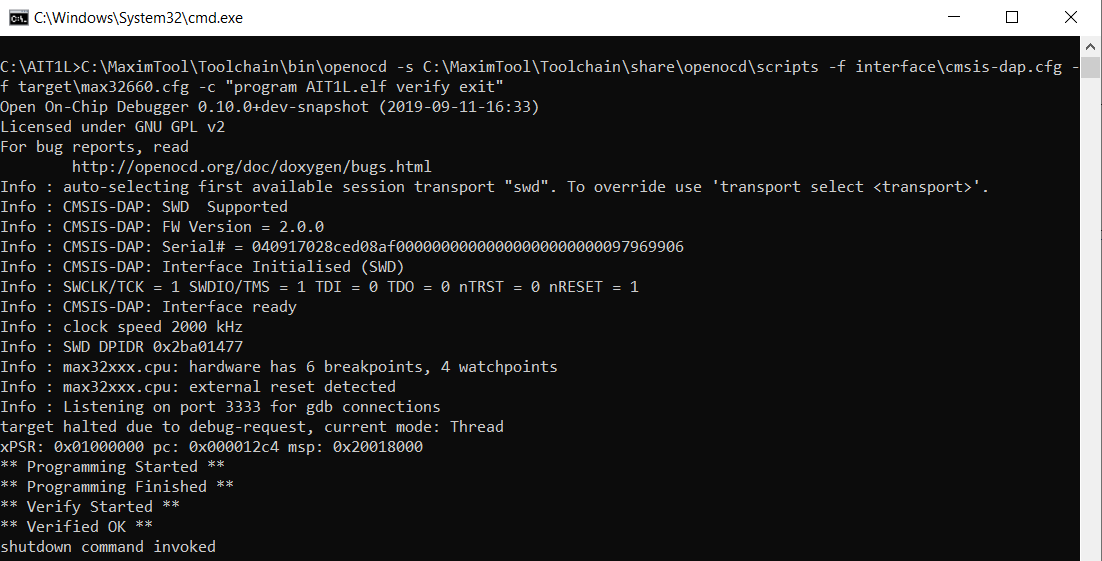 C:\Windows\System32\cmd.exe
C:\AIT1L>C:\MaximTool\Toolchain\bin\openocd -s C:\MaximTool\Toolchain\share\openocd\scripts -f interface\cmsis-dap.cfg -
f target\max32660.cfg -c "program AIT1L.elf verify exit"
Open On-Chip Debugger 0.10.0+dev-snapshot (2019-09-11-16:33)
Licensed under GNU GPL v2
For bug reports, read
        http://openocd.org/doc/doxygen/bugs.html
Info : auto-selecting first available session transport "swd". To override use 'transport select <transport>'.
Info : CMSIS-DAP: SWD  Supported
Info : CMSIS-DAP: FW Version = 2.0.0
Info : CMSIS-DAP: Serial# = 040917028ced08af00000000000000000000000097969906
Info : CMSIS-DAP: Interface Initialised (SWD)
Info : SWCLK/TCK = 1 SWDIO/TMS = 1 TDI = 0 TDO = 0 nTRST = 0 nRESET = 1
Info : CMSIS-DAP: Interface ready
Info : clock speed 2000 kHz
Info : SWD DPIDR 0x2ba01477
Info : max32xxx.cpu: hardware has 6 breakpoints, 4 watchpoints
Info : max32xxx.cpu: external reset detected
Info : Listening on port 3333 for gdb connections
target halted due to debug-request, current mode: Thread
xPSR: 0x01000000 pc: 0x000012c4 msp: 0x20018000
** Programming Started **
** Programming Finished **
** Verify Started **
** Verified OK **
shutdown command invoked